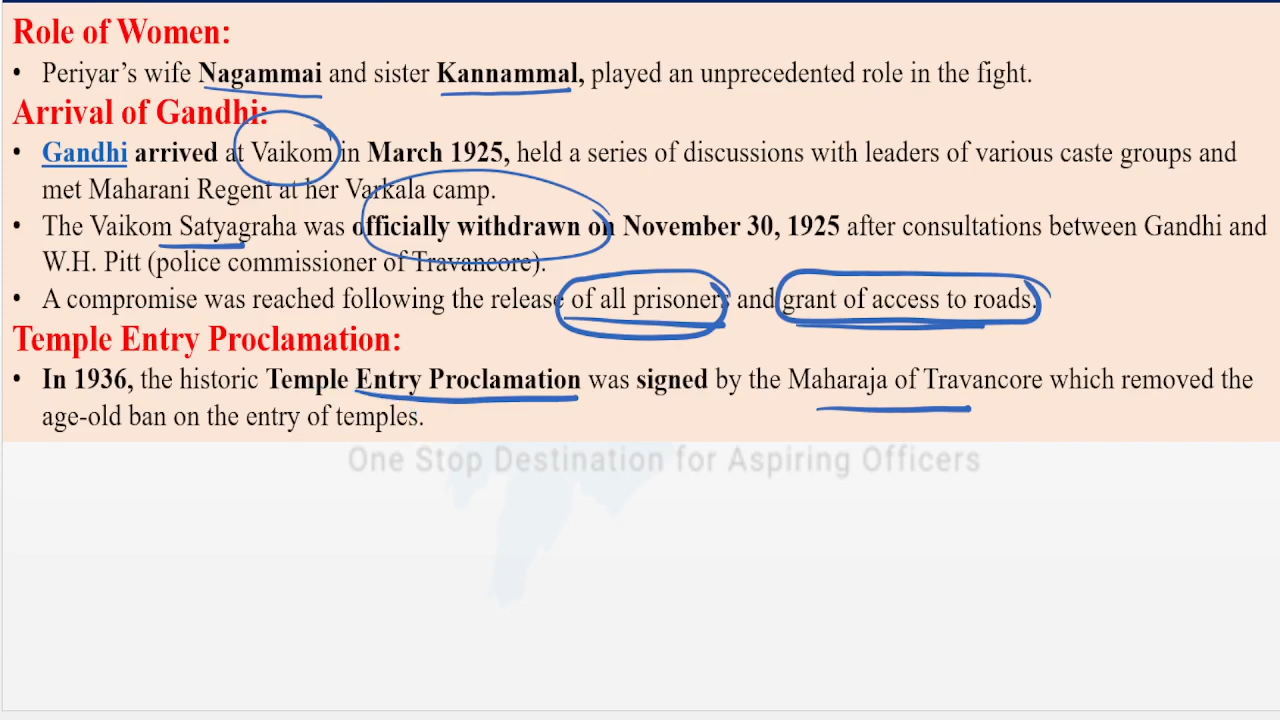 Role of Women:
• Periyar’s wife Nagammai and sister Kannammal, played an unprecedented role in the fight.
Arrival of Gandhi:
• Gandhi arrived at Vaikom in March 1925, held a series of discussions with leaders of various caste groups and
met Maharani Regent at her Varkala camp.
• The Vaikom Satyagraha was officially withdrawn on November 30, 1925 after consultations between Gandhi and
W.H. Pitt (police commissioner of Travancore).
• A compromise was reached following the release of all prisoners and grant of access to roads.
Temple Entry Proclamation:
• In 1936, the historic Temple Entry Proclamation was signed by the Maharaja of Travancore which removed the
age-old ban on the entry of temples.
One Stop Destination for Aspiring Officers